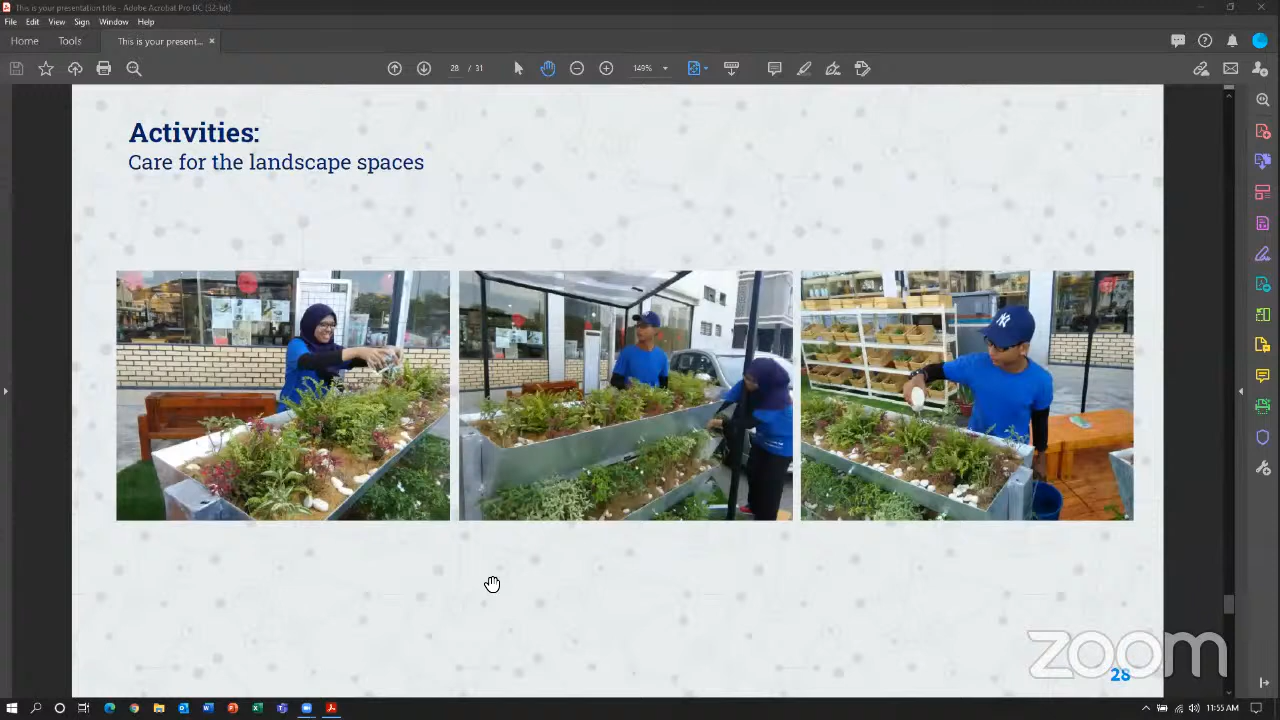 This is your presentation title - Adobe Acrobat Pro DC (32-bit)
File Edit View Sign Window Help
Home Tools This is your present... ×
28 / 31 149%
Activities:
Care for the landscape spaces
zoom
28
11:55 AM